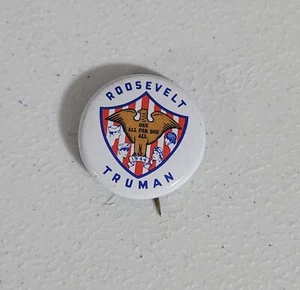 ROOSEVELT
ONE
ALL FOR ONE
ALL
1944
TRUMAN